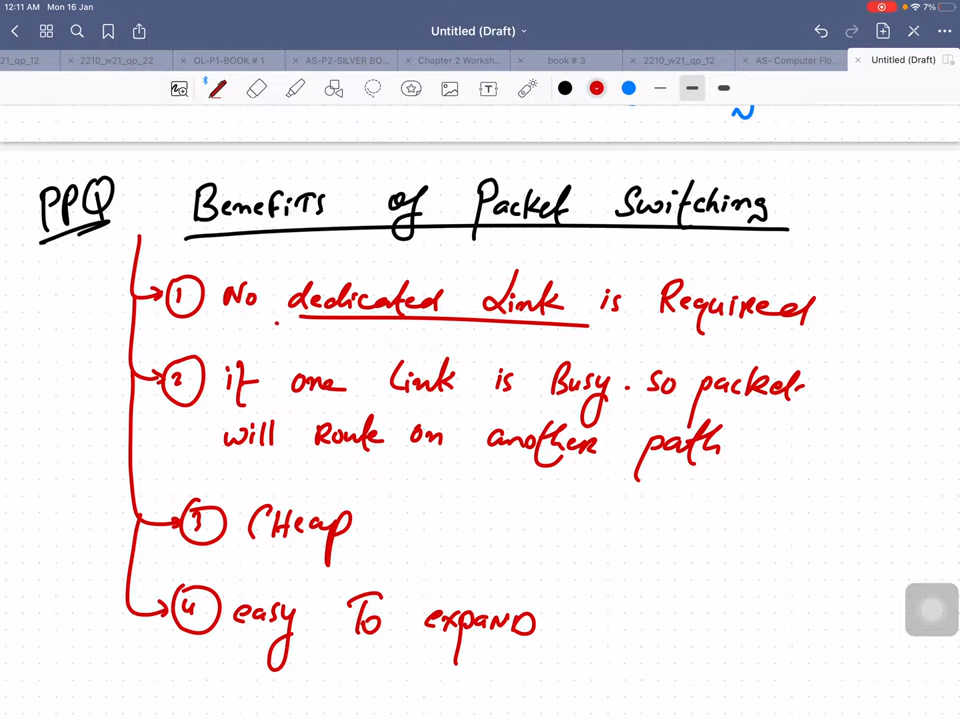 12:11 AM Mon 16 Jan
7%
Untitled (Draft)
21_qp_12
2210_w21_qp_22
OL-P1-BOOK # 1
AS-P2-SILVER BO...
Chapter 2 Worksh...
book # 3
2210_w21_qp_12
AS- Computer Flo...
Untitled (Draft)
PPQ Benefits of Packet Switching
1 No dedicated Link is Required
2 if one Link is Busy. so packet
will Route on another path
3 CHeap
4 easy To expand